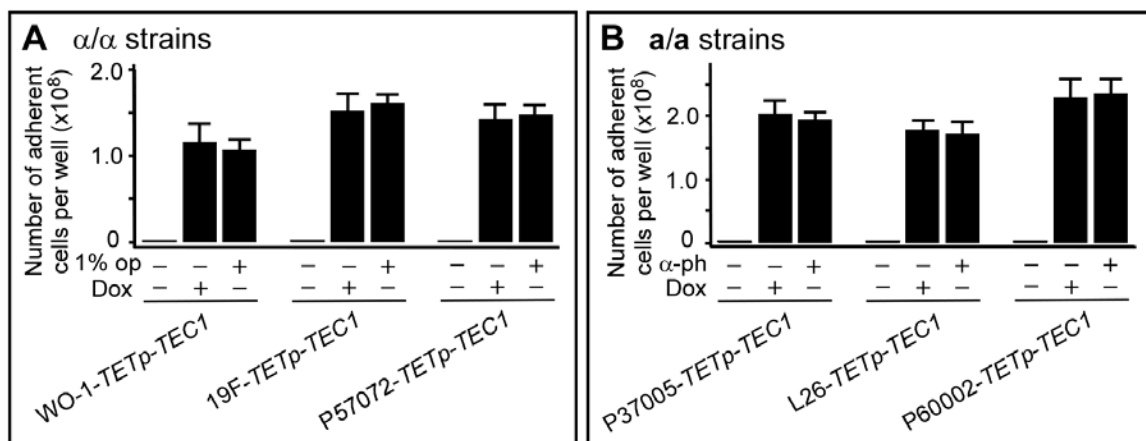 A α/α strains
Number of adherent
cells per well (x10⁸)
2.0
1.0
0
1% op – – + – – + – – +
Dox – + – – + – – + –
WO-1-TETp-TEC1
19F-TETp-TEC1
P57072-TETp-TEC1
B a/a strains
Number of adherent
cells per well (x10⁸)
2.0
1.0
0
α-ph – – + – – + – – +
Dox – + – – + – – + –
P37005-TETp-TEC1
L26-TETp-TEC1
P60002-TETp-TEC1